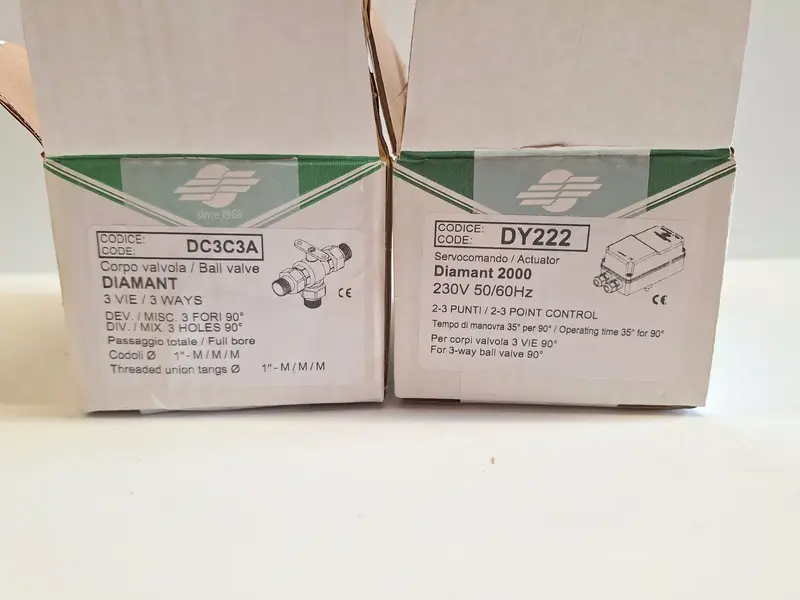 since 1968
CODICE:
CODE:
DC3C3A
Corpo valvola / Ball valve
DIAMANT
3 VIE / 3 WAYS
DEV. / MISC. 3 FORI 90°
DIV. / MIX. 3 HOLES 90°
Passaggio totale / Full bore
Codoli Ø 1"- M / M / M
Threaded union tangs Ø 1"- M / M / M
CE
CODICE:
CODE:
DY222
Servocomando / Actuator
Diamant 2000
230V 50/60Hz
2-3 PUNTI / 2-3 POINT CONTROL
Tempo di manovra 35" per 90° / Operating time 35" for 90°
Per corpi valvola 3 VIE 90°
For 3-way ball valve 90°
CE